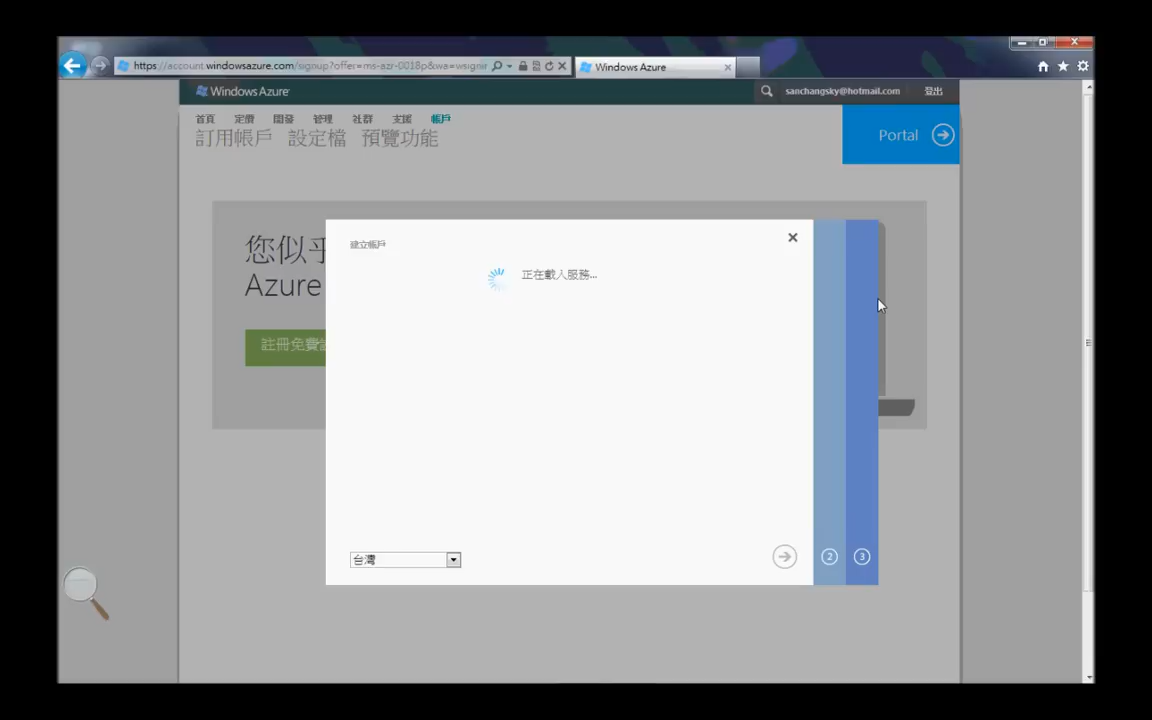 https://account.windowsazure.com/signup?offer=ms-azr-0018p&wa=wsignir
Windows Azure
Windows Azure
sanchangsky@hotmail.com
登出
首頁 定價 開發 管理 社群 支援 帳戶
訂用帳戶 設定檔 預覽功能
Portal
您似乎
Azure
註冊免費
建立帳戶
正在載入服務...
台灣
2
3